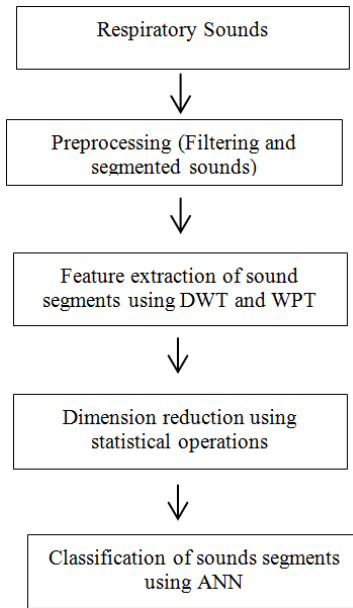 Respiratory Sounds
Preprocessing (Filtering and
segmented sounds)
Feature extraction of sound
segments using DWT and WPT
Dimension reduction using
statistical operations
Classification of sounds segments
using ANN